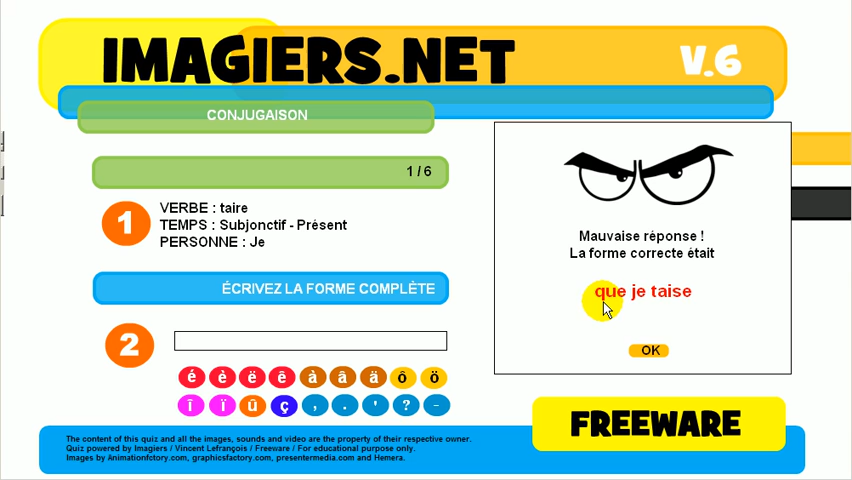 IMAGIERS.NET
V.6
CONJUGAISON
1 / 6
1
VERBE : taire
TEMPS : Subjonctif - Présent
PERSONNE : Je
ÉCRIVEZ LA FORME COMPLÈTE
2
é è ë ê à â ä ô ö
î ï û ç , . ' ? -
Mauvaise réponse !
La forme correcte était
que je taise
OK
FREEWARE
The content of this quiz and all the images, sounds and video are the property of their respective owner.
Quiz powered by Imagiers / Vincent Lefrançois / Freeware / For educational purpose only.
Images by Animationfctory.com, graphicsfactory.com, presentermedia.com and Hemera.